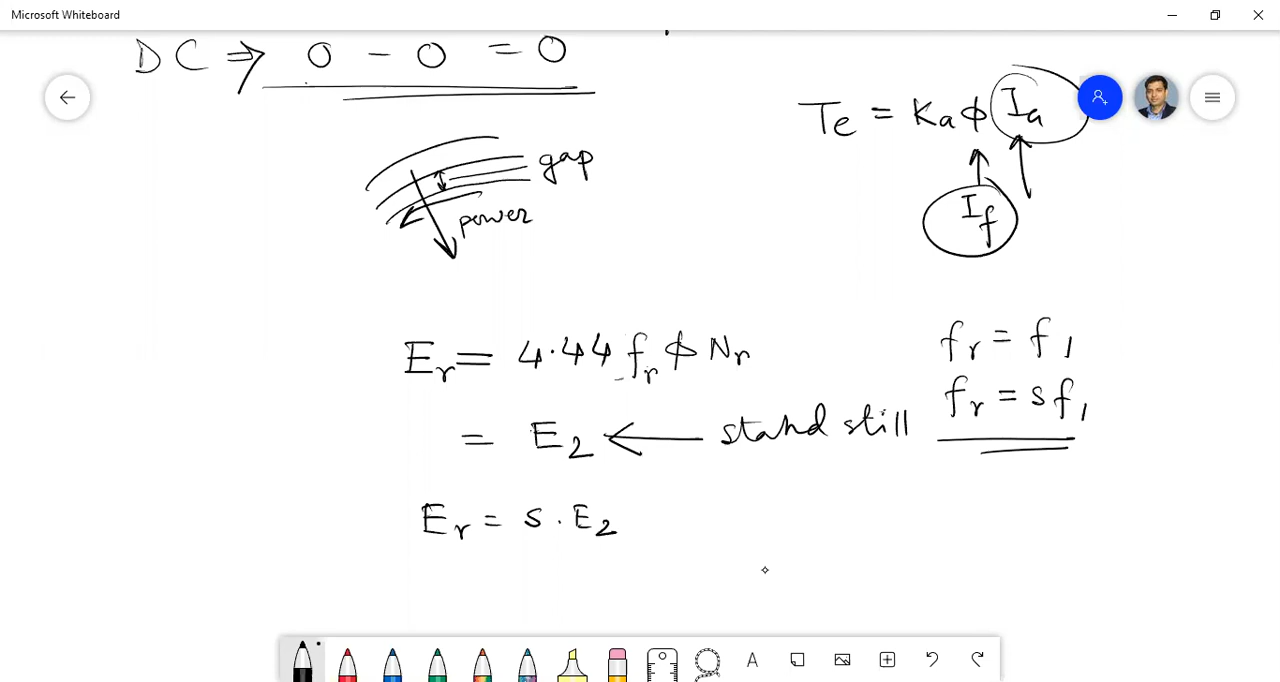 Microsoft Whiteboard
DC ⇒ 0 - 0 = 0
Te = Kaϕ Ia
gap
power
If
Er = 4.44 fr ϕ Nr
fr = f1
fr = sf1
= E2 ← stand still
Er = s . E2
A